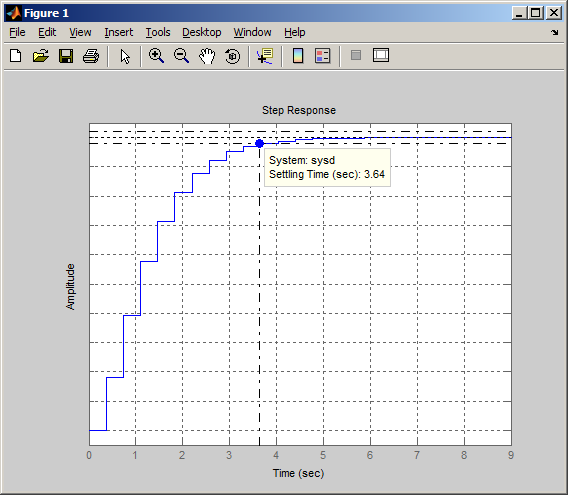 Figure 1
File Edit View Insert Tools Desktop Window Help
Step Response
System: sysd
Settling Time (sec): 3.64
Amplitude
0 1 2 3 4 5 6 7 8 9
Time (sec)